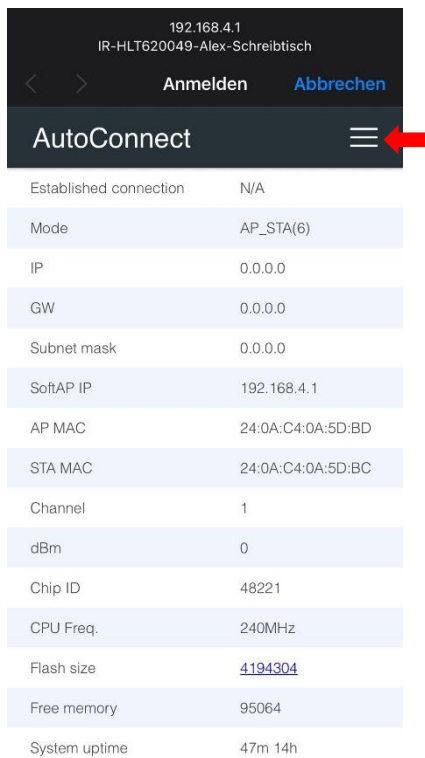 192.168.4.1
IR-HLT620049-Alex-Schreibtisch
Anmelden Abbrechen
AutoConnect
Established connection N/A
Mode AP_STA(6)
IP 0.0.0.0
GW 0.0.0.0
Subnet mask 0.0.0.0
SoftAP IP 192.168.4.1
AP MAC 24:0A:C4:0A:5D:BD
STA MAC 24:0A:C4:0A:5D:BC
Channel 1
dBm 0
Chip ID 48221
CPU Freq. 240MHz
Flash size 4194304
Free memory 95064
System uptime 47m 14h